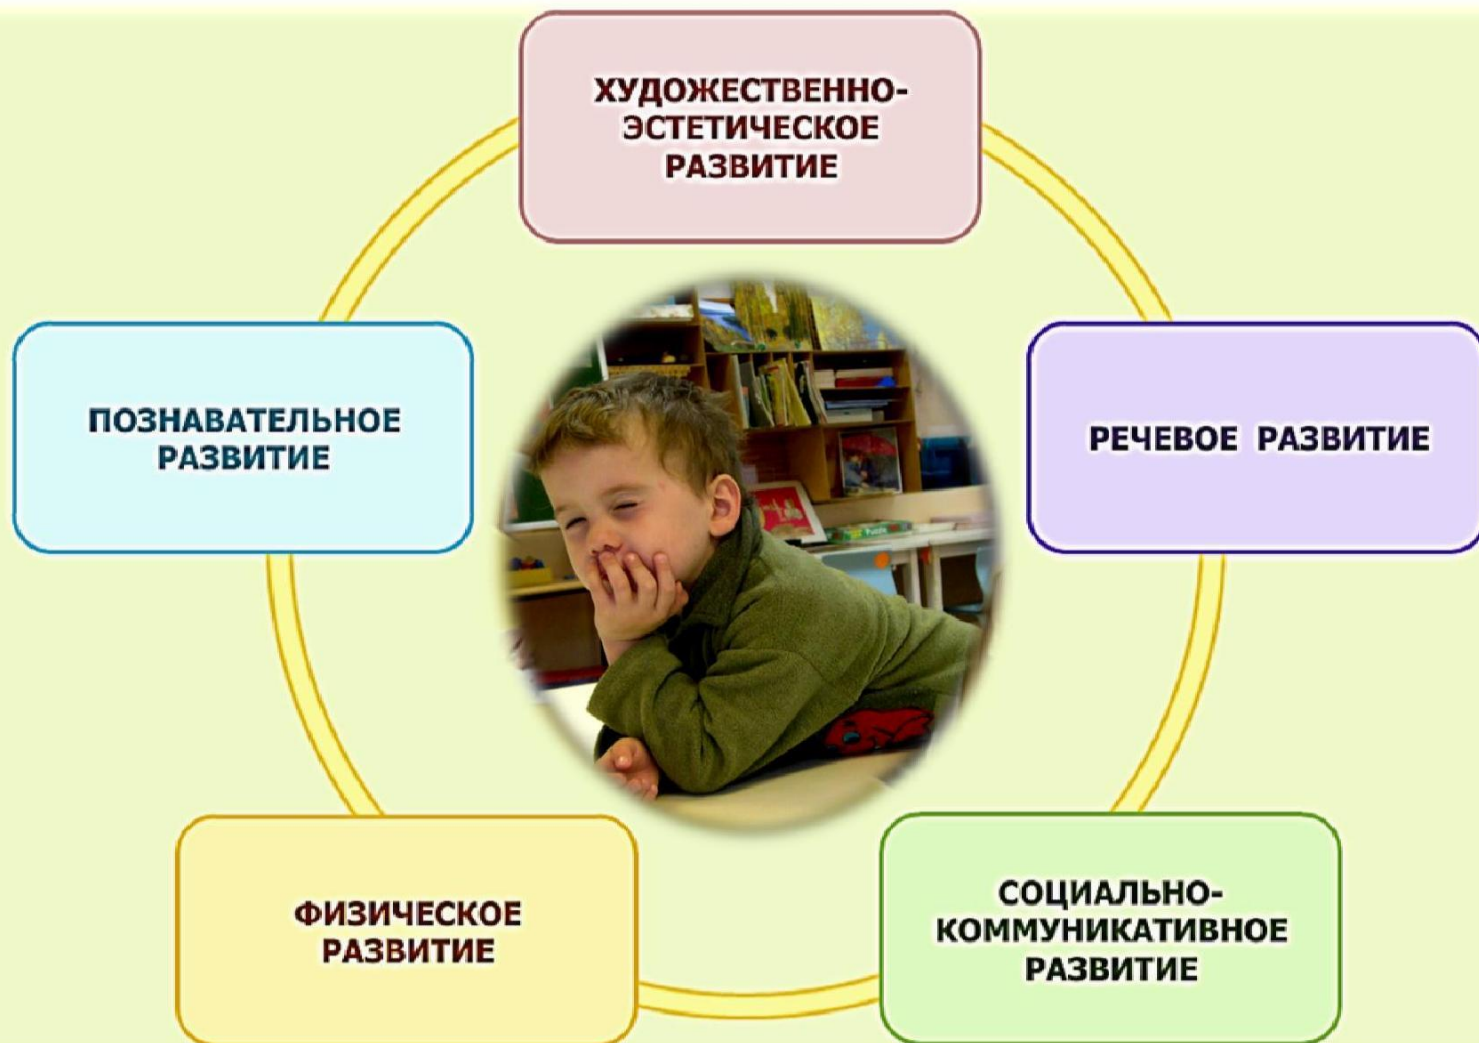 ХУДОЖЕСТВЕННО-
ЭСТЕТИЧЕСКОЕ
РАЗВИТИЕ
ПОЗНАВАТЕЛЬНОЕ
РАЗВИТИЕ
РЕЧЕВОЕ РАЗВИТИЕ
ФИЗИЧЕСКОЕ
РАЗВИТИЕ
СОЦИАЛЬНО-
КОММУНИКАТИВНОЕ
РАЗВИТИЕ